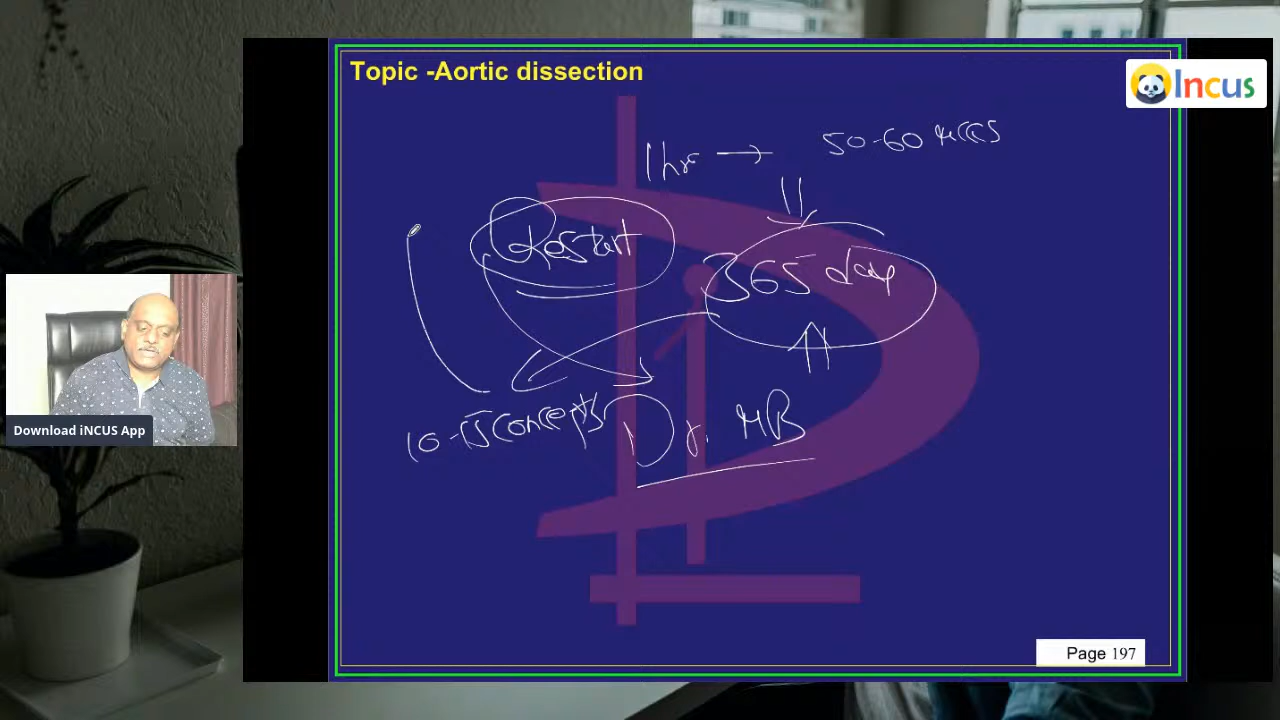 Topic -Aortic dissection
Incus
1hr → 50-60 MCQS
Restart
365 days
10-15 Concepts
Dr. MB
Download iNCUS App
Page 197